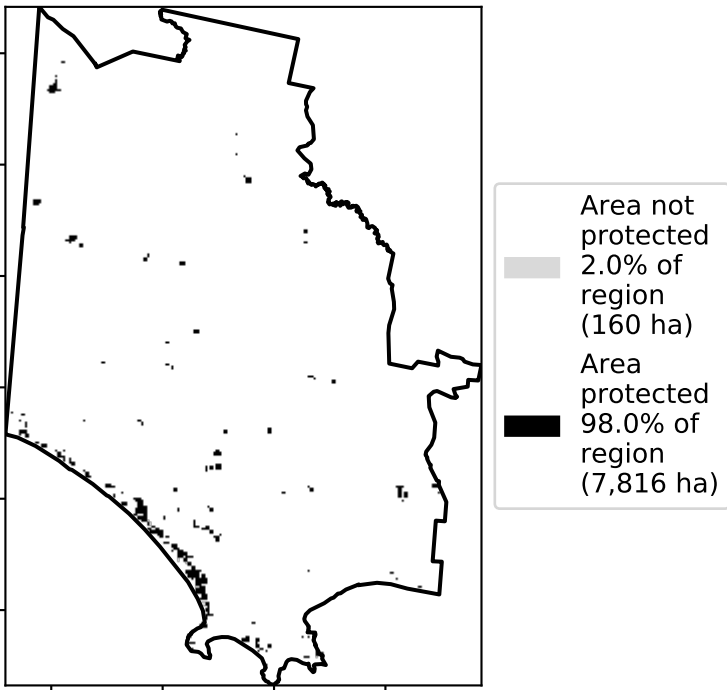 Area not
protected
2.0% of
region
(160 ha)
Area
protected
98.0% of
region
(7,816 ha)